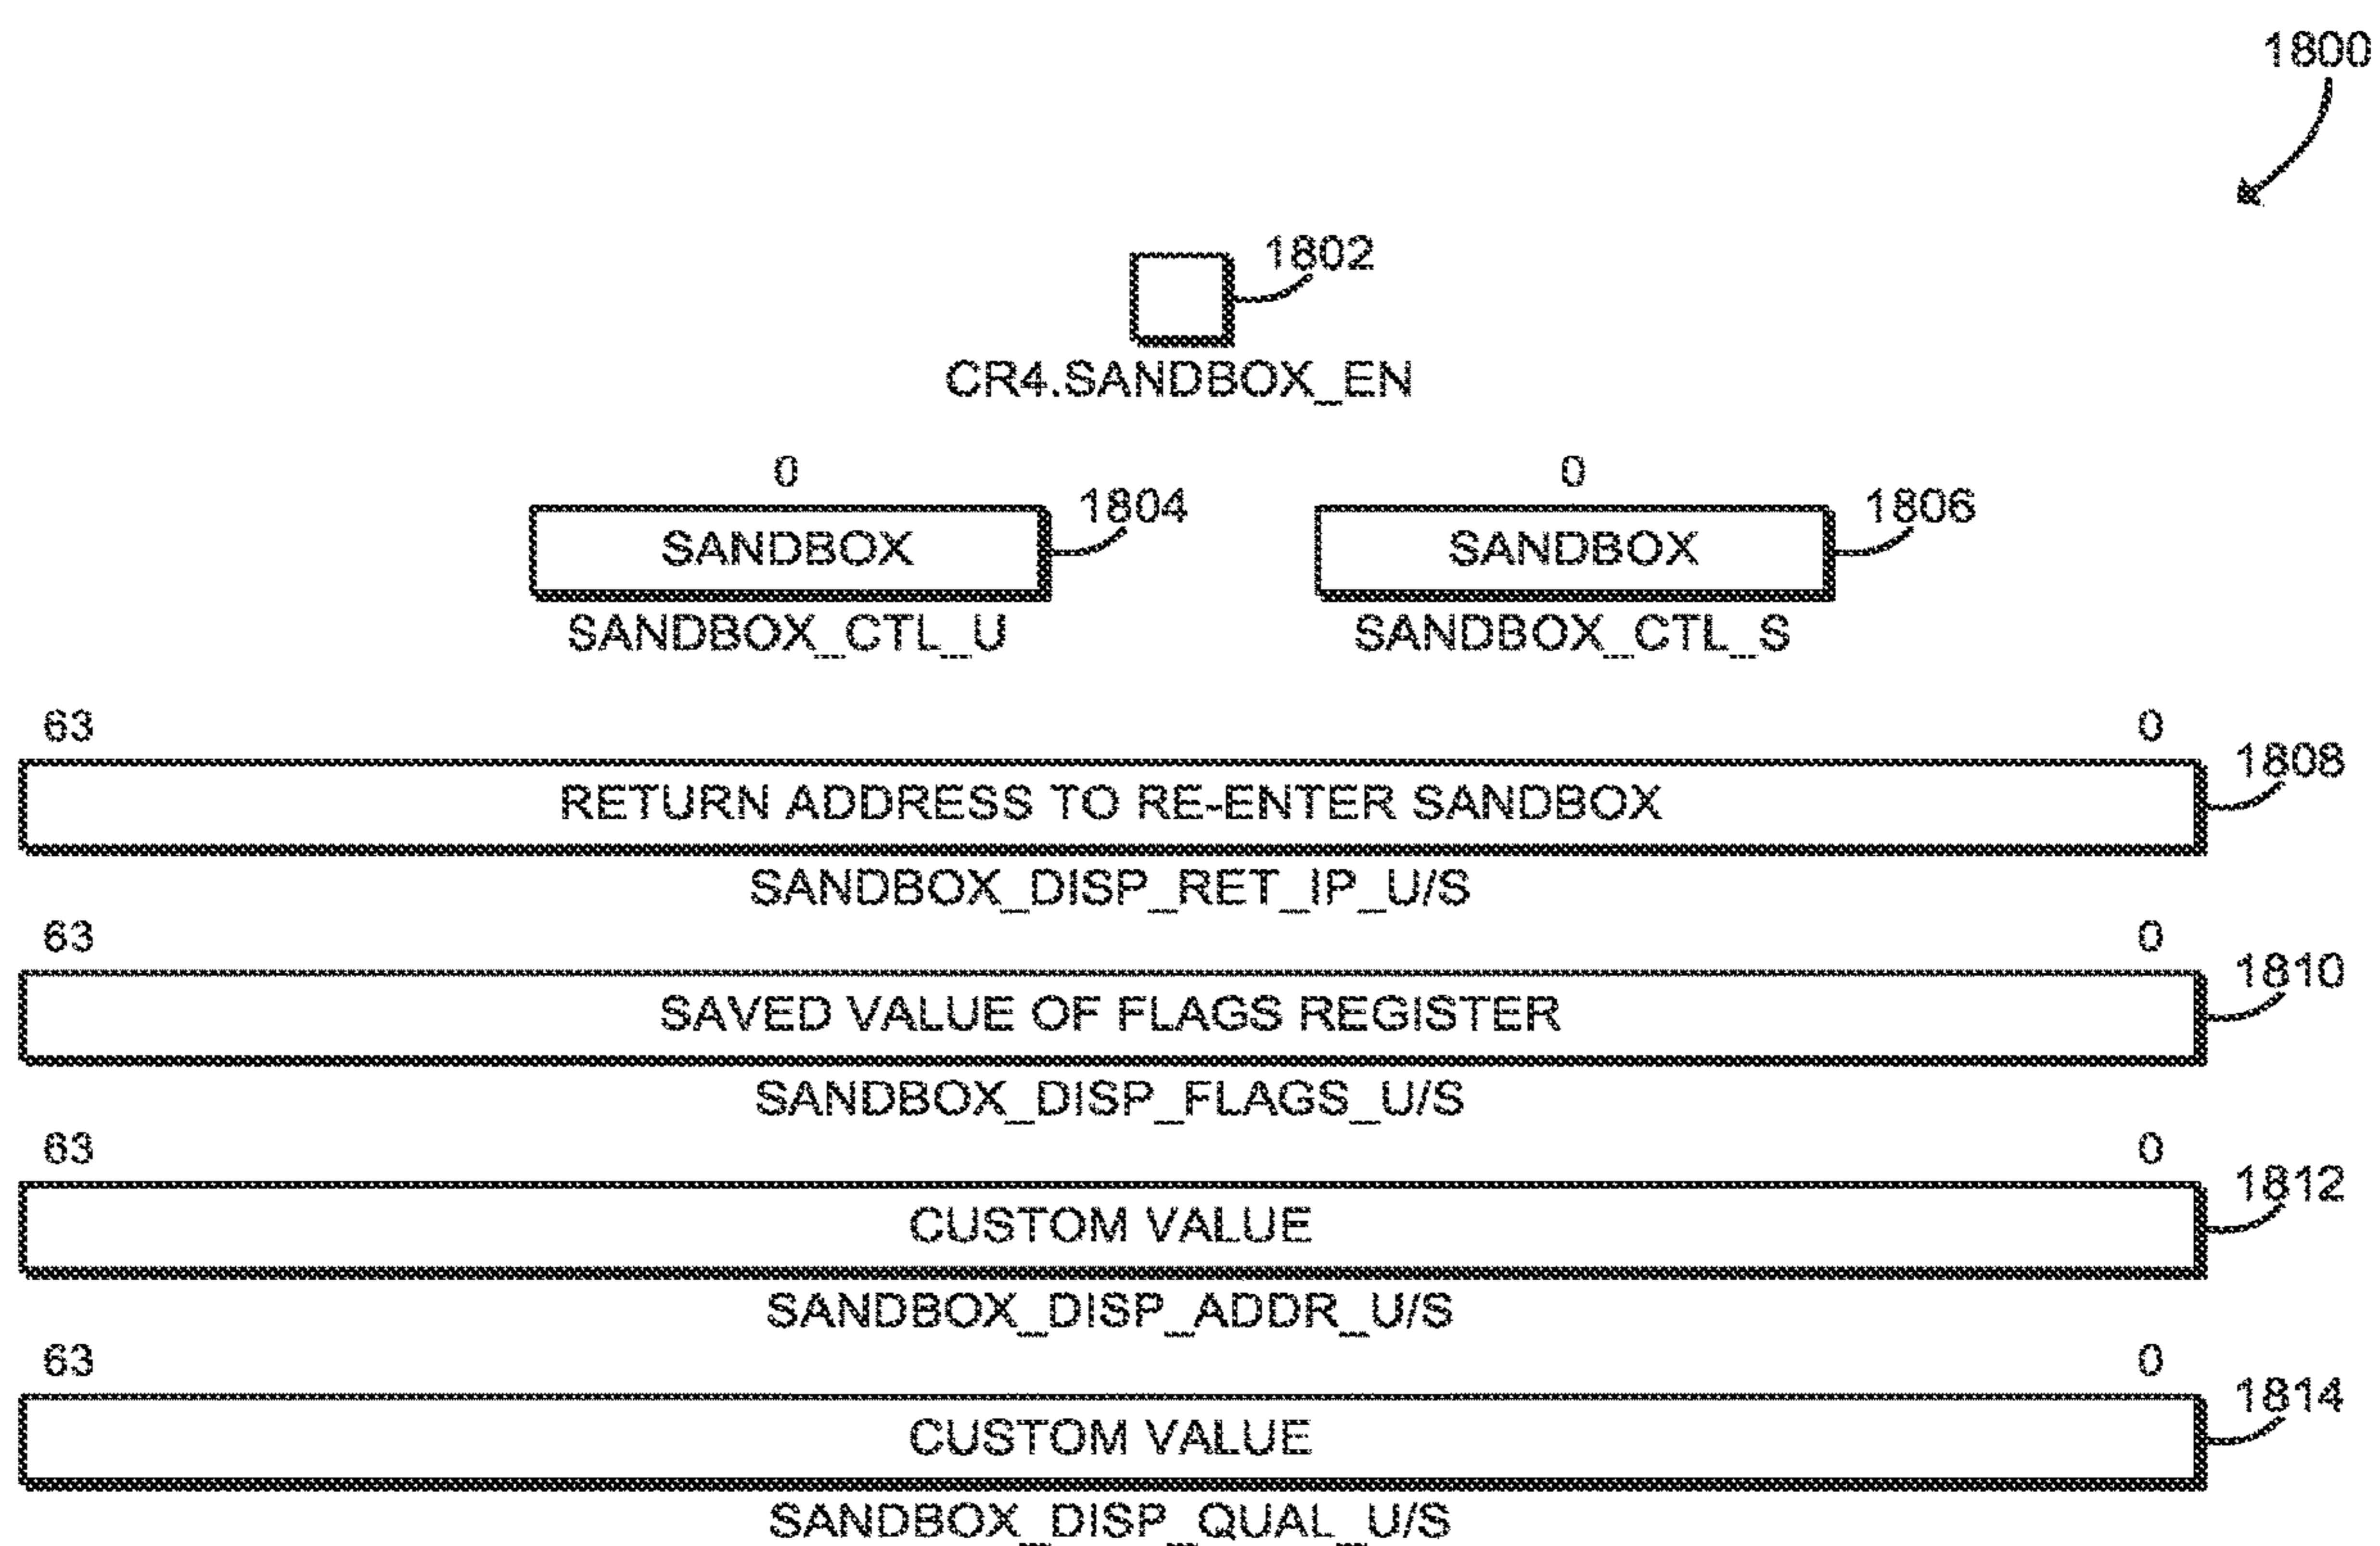 1800
1802
CR4.SANDBOX_EN
0 0
SANDBOX 1804 SANDBOX 1806
SANDBOX_CTL_U SANDBOX_CTL_S
63 0
RETURN ADDRESS TO RE-ENTER SANDBOX 1808
SANDBOX_DISP_RET_IP_U/S
63 0
SAVED VALUE OF FLAGS REGISTER 1810
SANDBOX_DISP_FLAGS_U/S
63 0
CUSTOM VALUE 1812
SANDBOX_DISP_ADDR_U/S
63 0
CUSTOM VALUE 1814
SANDBOX_DISP_QUAL_U/S